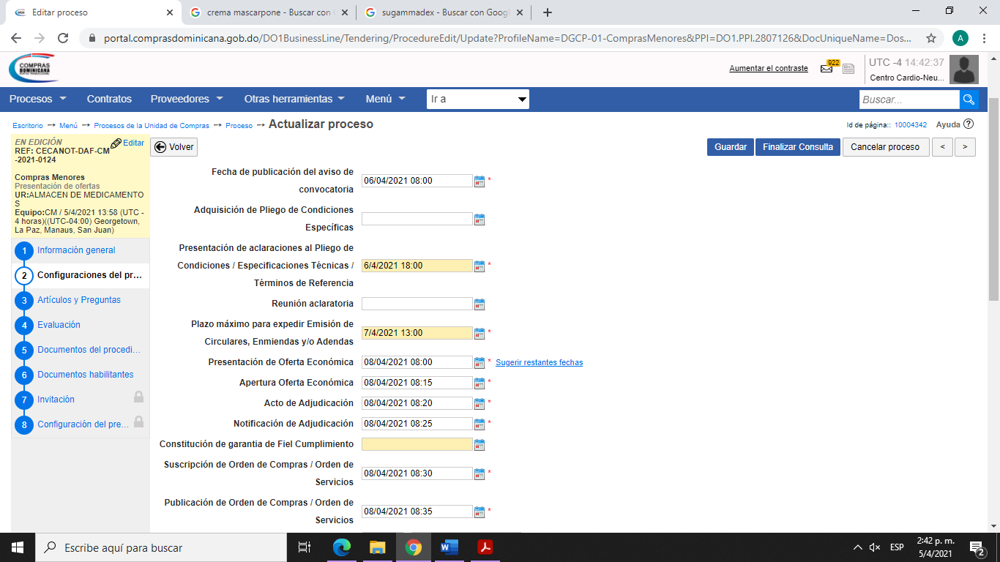 Editar proceso
crema mascarpone - Buscar con G
sugammadex - Buscar con Goog
portal.comprasdominicana.gob.do/DO1BusinessLine/Tendering/ProcedureEdit/Update?ProfileName=DGCP-01-ComprasMenores&PPI=DO1.PPI.2807126&DocUniqueName=Dos...
A
COMPRAS
DOMINICANA
Aumentar el contraste
922
UTC -4 14:42:37
Centro Cardio-Neu...
Procesos
Contratos
Proveedores
Otras herramientas
Menú
Ir a
Buscar...
Escritorio → Menú → Procesos de la Unidad de Compras → Proceso → Actualizar proceso
Id de página:: 10004342 Ayuda ?
EN EDICIÓN
Editar
REF: CECANOT-DAF-CM
-2021-0124
Compras Menores
Presentación de ofertas
UR:ALMACEN DE MEDICAMENTO
S
Equipo:CM / 5/4/2021 13:58 (UTC -
4 horas)((UTC-04:00) Georgetown,
La Paz, Manaus, San Juan)
1 Información general
2 Configuraciones del pr...
3 Artículos y Preguntas
4 Evaluación
5 Documentos del procedi...
6 Documentos habilitantes
7 Invitación
8 Configuración del pre...
Volver
Guardar
Finalizar Consulta
Cancelar proceso
<
>
Fecha de publicación del aviso de
convocatoria
06/04/2021 08:00 *
Adquisición de Pliego de Condiciones
Específicas
Presentación de aclaraciones al Pliego de
Condiciones / Especificaciones Técnicas /
Términos de Referencia
6/4/2021 18:00 *
Reunión aclaratoria
Plazo máximo para expedir Emisión de
Circulares, Enmiendas y/o Adendas
7/4/2021 13:00 *
Presentación de Oferta Económica 08/04/2021 08:00 * Sugerir restantes fechas
Apertura Oferta Económica 08/04/2021 08:15 *
Acto de Adjudicación 08/04/2021 08:20 *
Notificación de Adjudicación 08/04/2021 08:25 *
Constitución de garantia de Fiel Cumplimiento
Suscripción de Orden de Compras / Orden de
Servicios
08/04/2021 08:30 *
Publicación de Orden de Compras / Orden de
Servicios
08/04/2021 08:35 *
Escribe aquí para buscar
ESP
2:42 p. m.
5/4/2021
2